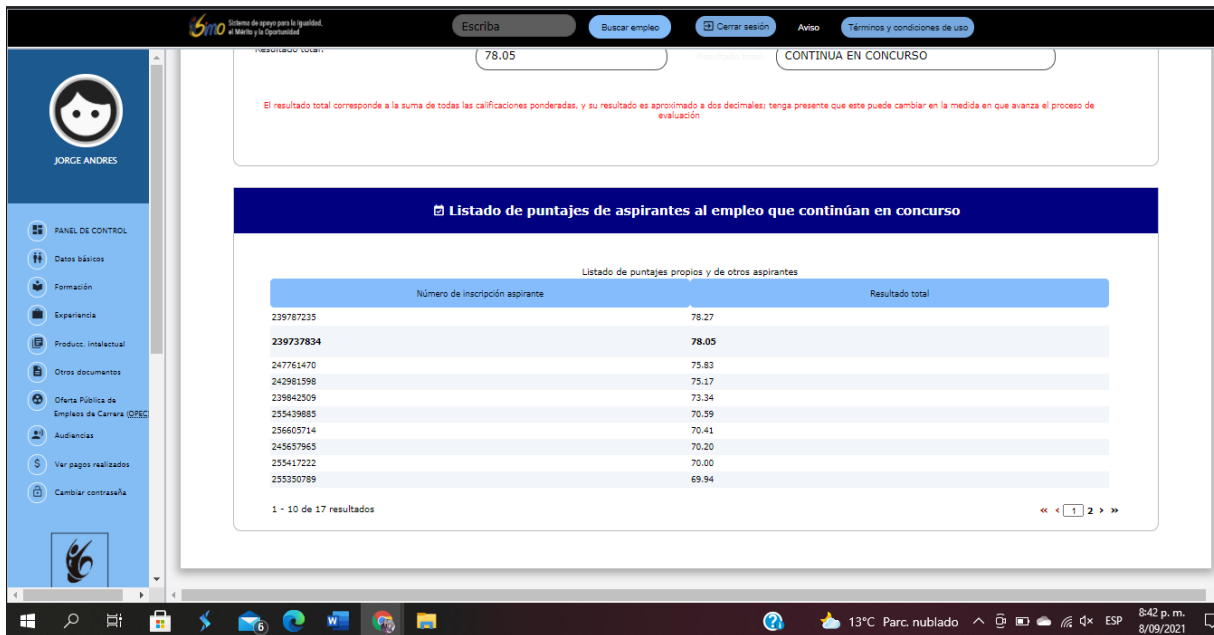 Simo Sistema de apoyo para la igualdad,
el Mérito y la Oportunidad
Escriba
Buscar empleo
Cerrar sesión
Aviso
Términos y condiciones de uso
JORGE ANDRES
PANEL DE CONTROL
Datos básicos
Formación
Experiencia
Producc. intelectual
Otros documentos
Oferta Pública de
Empleos de Carrera (OPEC)
Audiencias
Ver pagos realizados
Cambiar contraseña
Resultado total:
78.05
CONTINUA EN CONCURSO
El resultado total corresponde a la suma de todas las calificaciones ponderadas, y su resultado es aproximado a dos decimales; tenga presente que este puede cambiar en la medida en que avanza el proceso de
evaluación
Listado de puntajes de aspirantes al empleo que continúan en concurso
Listado de puntajes propios y de otros aspirantes
Número de inscripción aspirante Resultado total
239787235 78.27
239737834 78.05
247761470 75.83
242981598 75.17
239842509 73.34
255439885 70.59
256605714 70.41
245657965 70.20
255417222 70.00
255350789 69.94
1 - 10 de 17 resultados
« ‹ 1 2 › »
6
W
13°C Parc. nublado
ESP
8:42 p. m.
8/09/2021